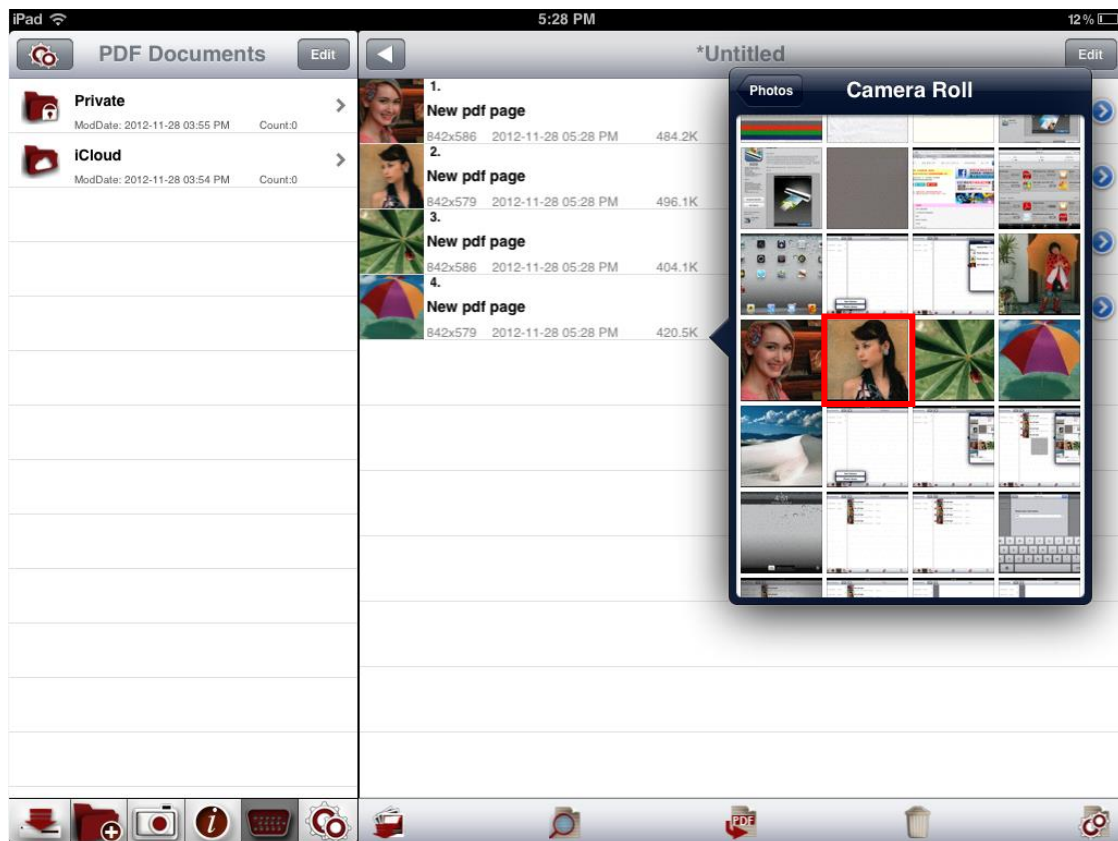 iPad 5:28 PM 12%
PDF Documents Edit
*Untitled Edit
Private
ModDate: 2012-11-28 03:55 PM Count:0
iCloud
ModDate: 2012-11-28 03:54 PM Count:0
1.
New pdf page
842x586 2012-11-28 05:28 PM 484.2K
2.
New pdf page
842x579 2012-11-28 05:28 PM 496.1K
3.
New pdf page
842x586 2012-11-28 05:28 PM 404.1K
4.
New pdf page
842x579 2012-11-28 05:28 PM 420.5K
Photos Camera Roll
4:51
PDF